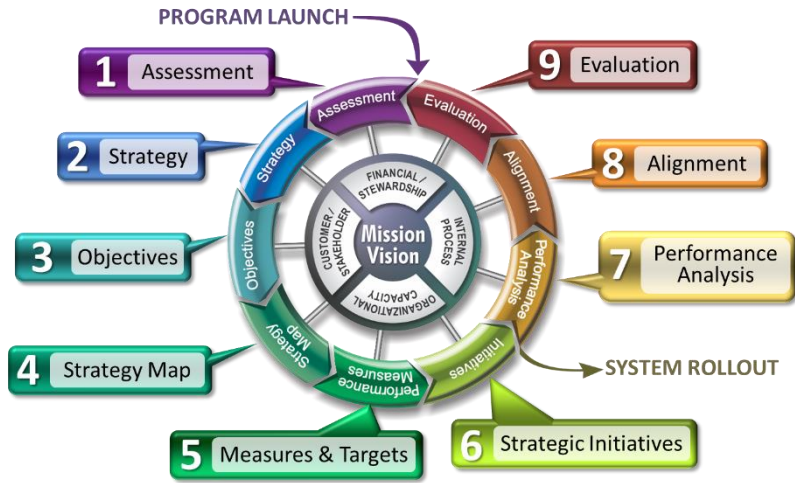 PROGRAM LAUNCH
1 Assessment
2 Strategy
3 Objectives
4 Strategy Map
5 Measures & Targets
6 Strategic Initiatives
7 Performance
Analysis
8 Alignment
9 Evaluation
SYSTEM ROLLOUT
Assessment
Strategy
Objectives
Strategy
Map
Performance
Measures
Initiatives
Performance
Analysis
Alignment
Evaluation
FINANCIAL /
STEWARDSHIP
CUSTOMER /
STAKEHOLDER
ORGANIZATIONAL
CAPACITY
INTERNAL
PROCESS
Mission
Vision